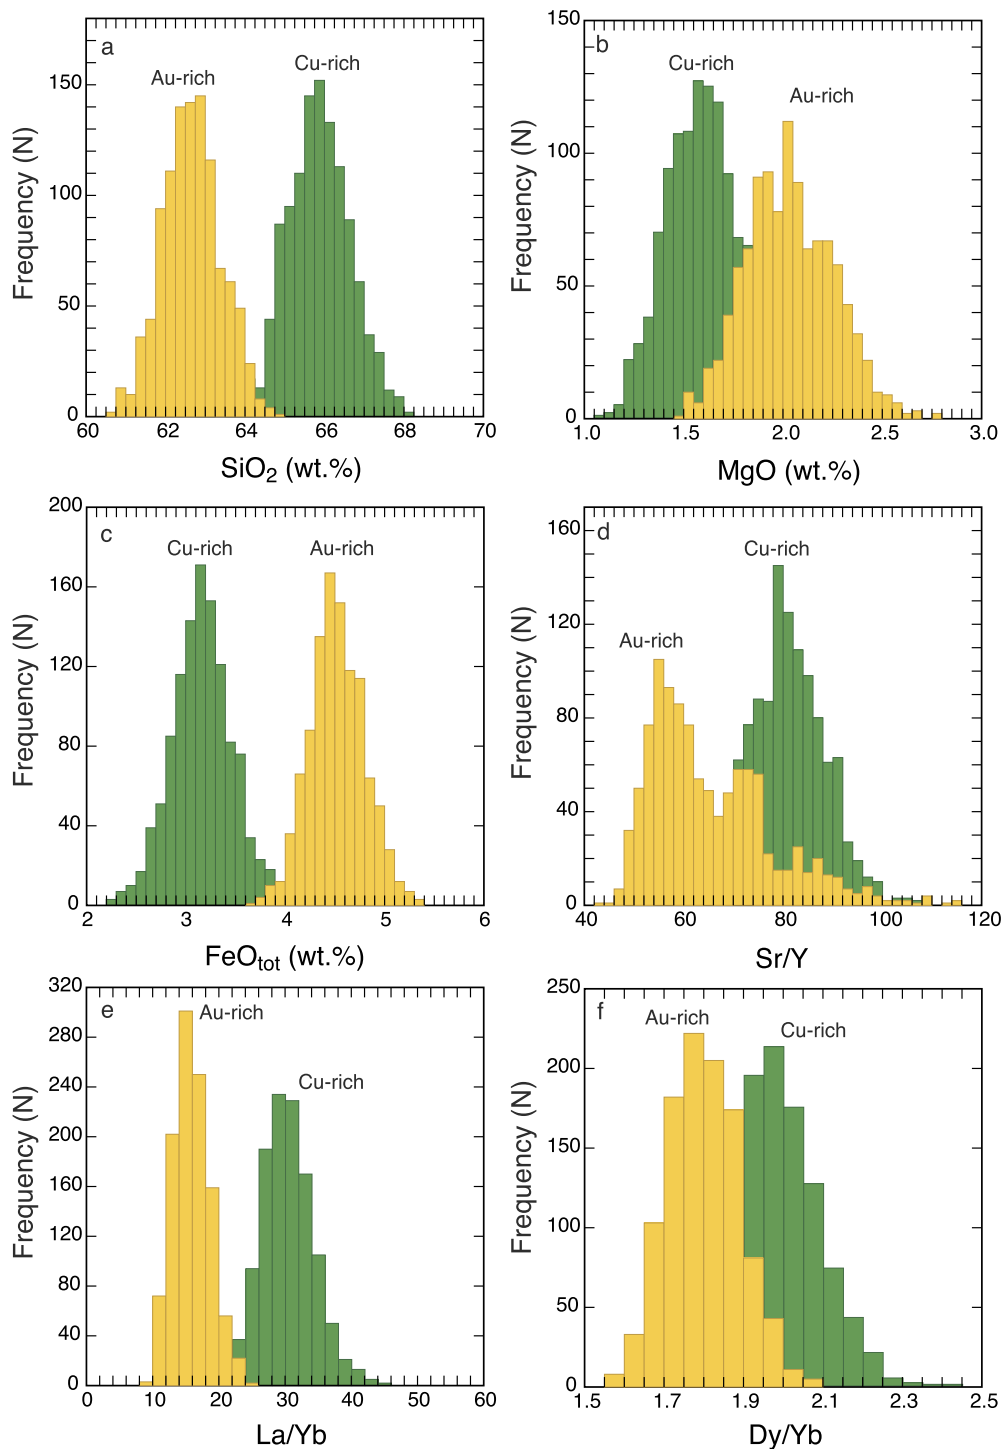 a
Au-rich
Cu-rich
Frequency (N)
150
100
50
0
60 62 64 66 68 70
SiO2 (wt.%)
b
Cu-rich
Au-rich
Frequency (N)
150
100
50
0
1.0 1.5 2.0 2.5 3.0
MgO (wt.%)
c
Cu-rich
Au-rich
Frequency (N)
200
160
120
80
40
0
2 3 4 5 6
FeOtot (wt.%)
d
Cu-rich
Au-rich
Frequency (N)
160
120
80
40
0
40 60 80 100 120
Sr/Y
e
Au-rich
Cu-rich
Frequency (N)
320
280
240
200
160
120
80
40
0
0 10 20 30 40 50 60
La/Yb
f
Au-rich
Cu-rich
Frequency (N)
250
200
150
100
50
0
1.5 1.7 1.9 2.1 2.3 2.5
Dy/Yb